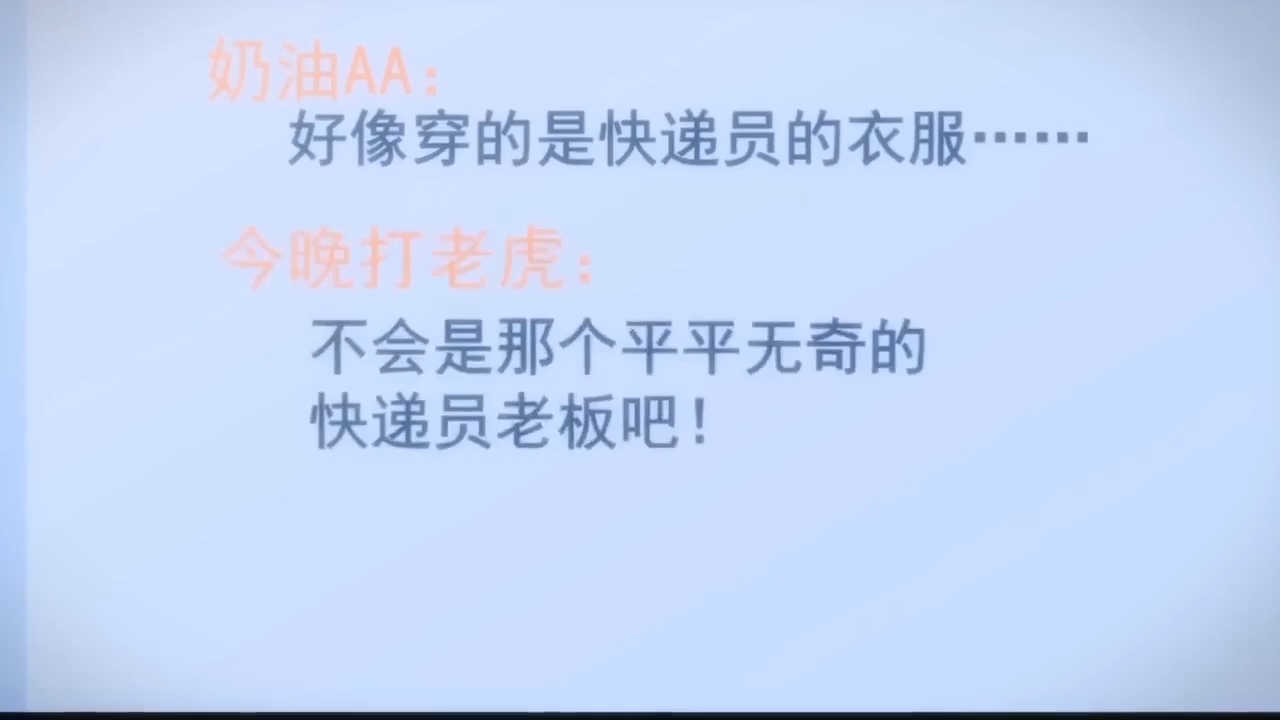 奶油AA：
好像穿的是快递员的衣服……
今晚打老虎：
不会是那个平平无奇的
快递员老板吧！